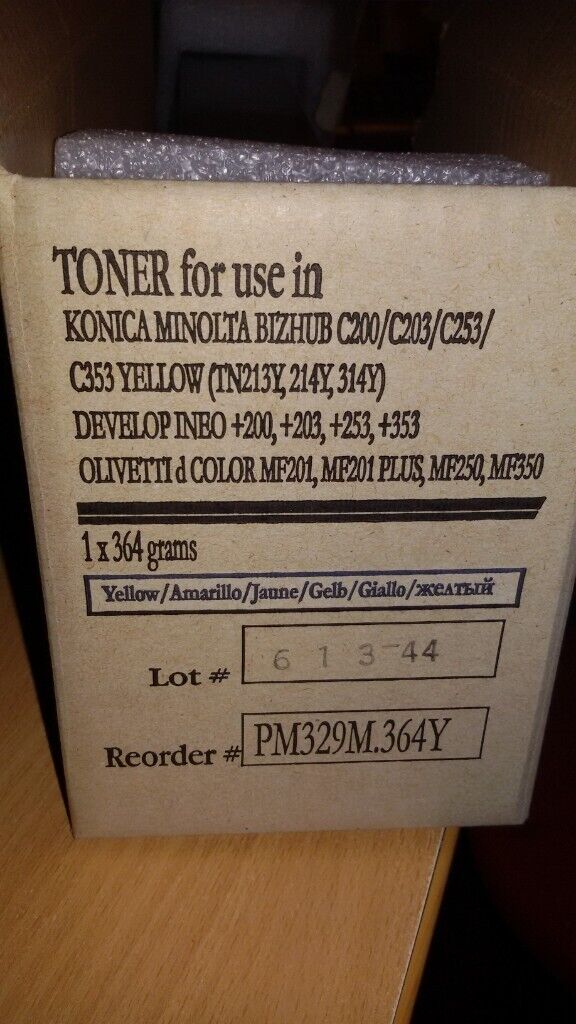 TONER for use in
KONICA MINOLTA BIZHUB C200/C203/C253/
C353 YELLOW (TN213Y, 214Y, 314Y)
DEVELOP INEO +200, +203, +253, +353
OLIVETTI d COLOR MF201, MF201 PLUS, MF250, MF350
1 x 364 grams
Yellow/Amarillo/Jaune/Gelb/Giallo/желтый
Lot # 6 1 3-44
Reorder # PM329M.364Y